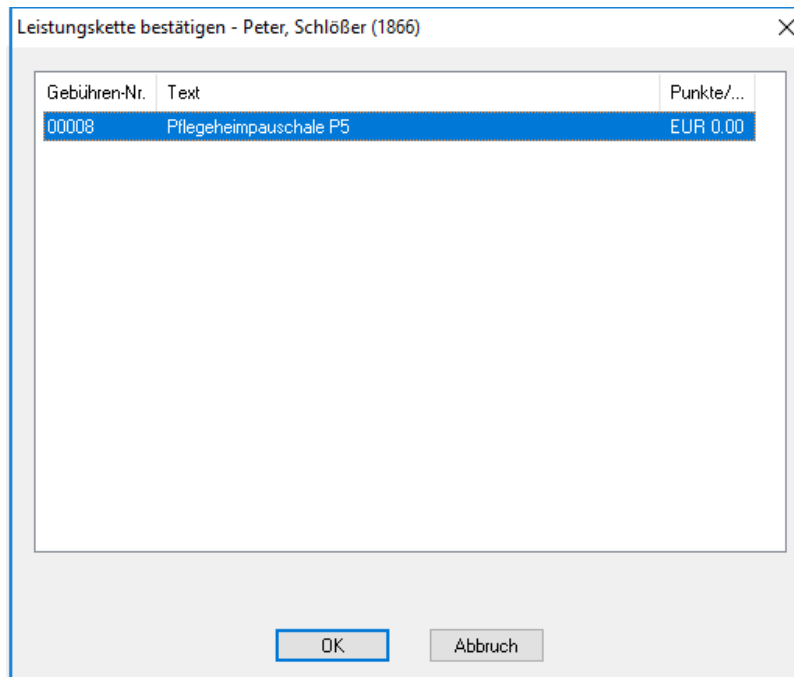 Leistungskette bestätigen - Peter, Schlößer (1866)
Gebühren-Nr. Text Punkte/...
00008 Pflegeheimpauschale P5 EUR 0.00
OK Abbruch